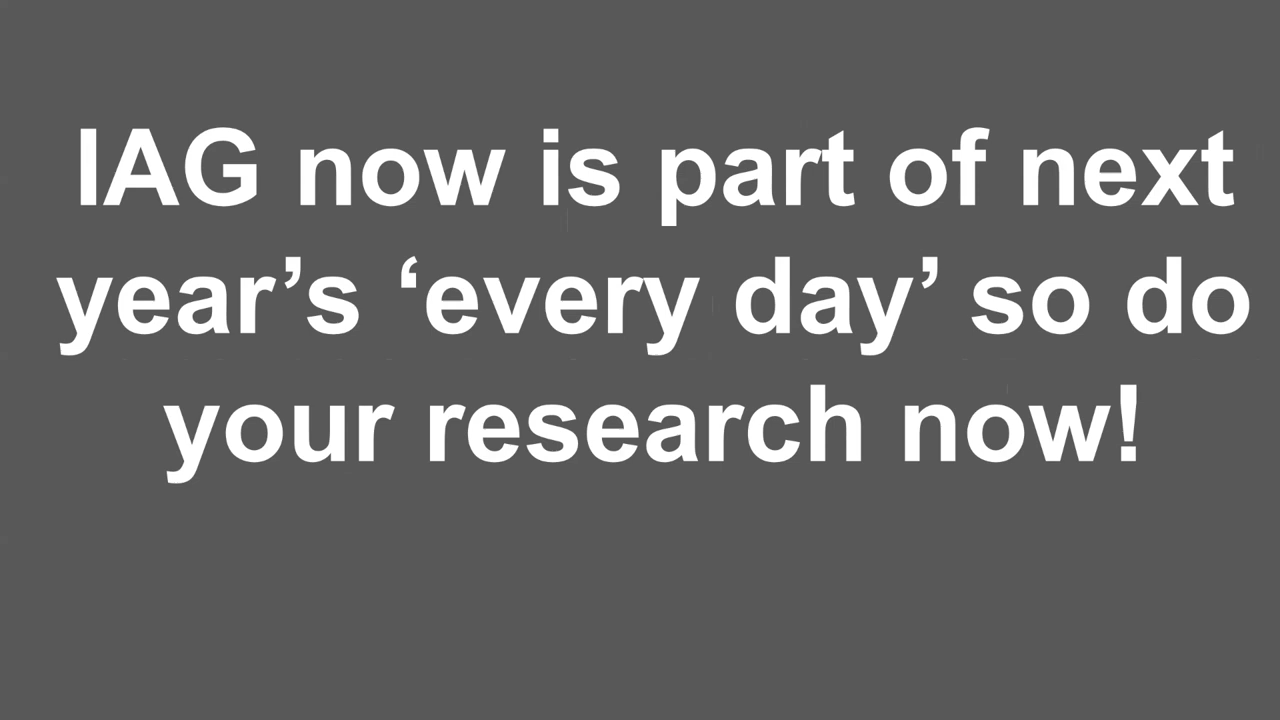 IAG now is part of next
year’s ‘every day’ so do
your research now!